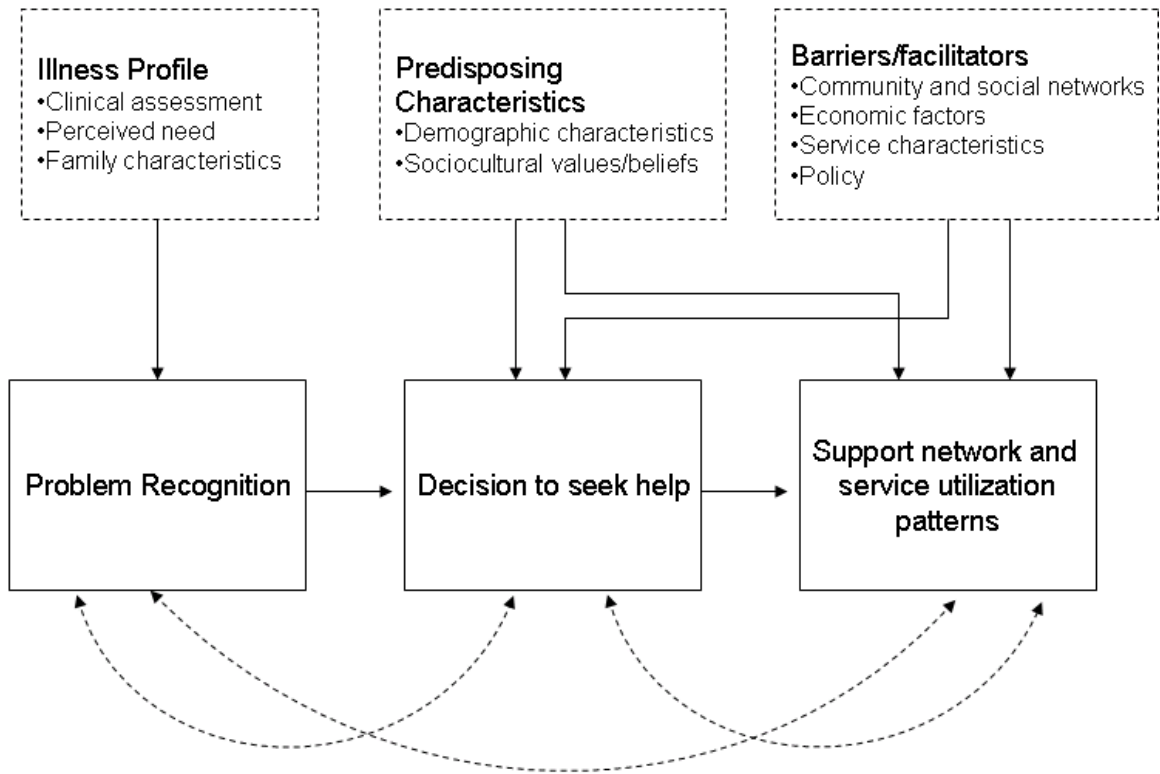 Illness Profile
•Clinical assessment
•Perceived need
•Family characteristics
Predisposing
Characteristics
•Demographic characteristics
•Sociocultural values/beliefs
Barriers/facilitators
•Community and social networks
•Economic factors
•Service characteristics
•Policy
Problem Recognition
Decision to seek help
Support network and
service utilization
patterns